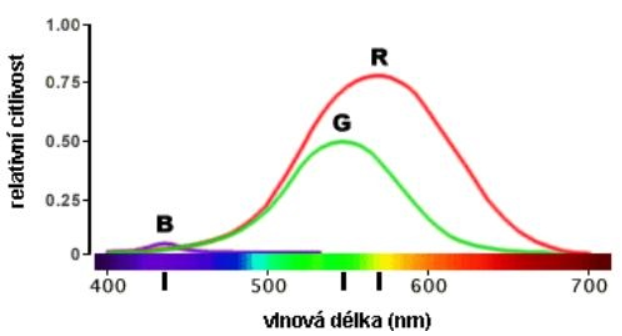 relativní citlivost
1.00
0.75
0.50
0.25
0
R
G
B
400 500 600 700
vlnová délka (nm)